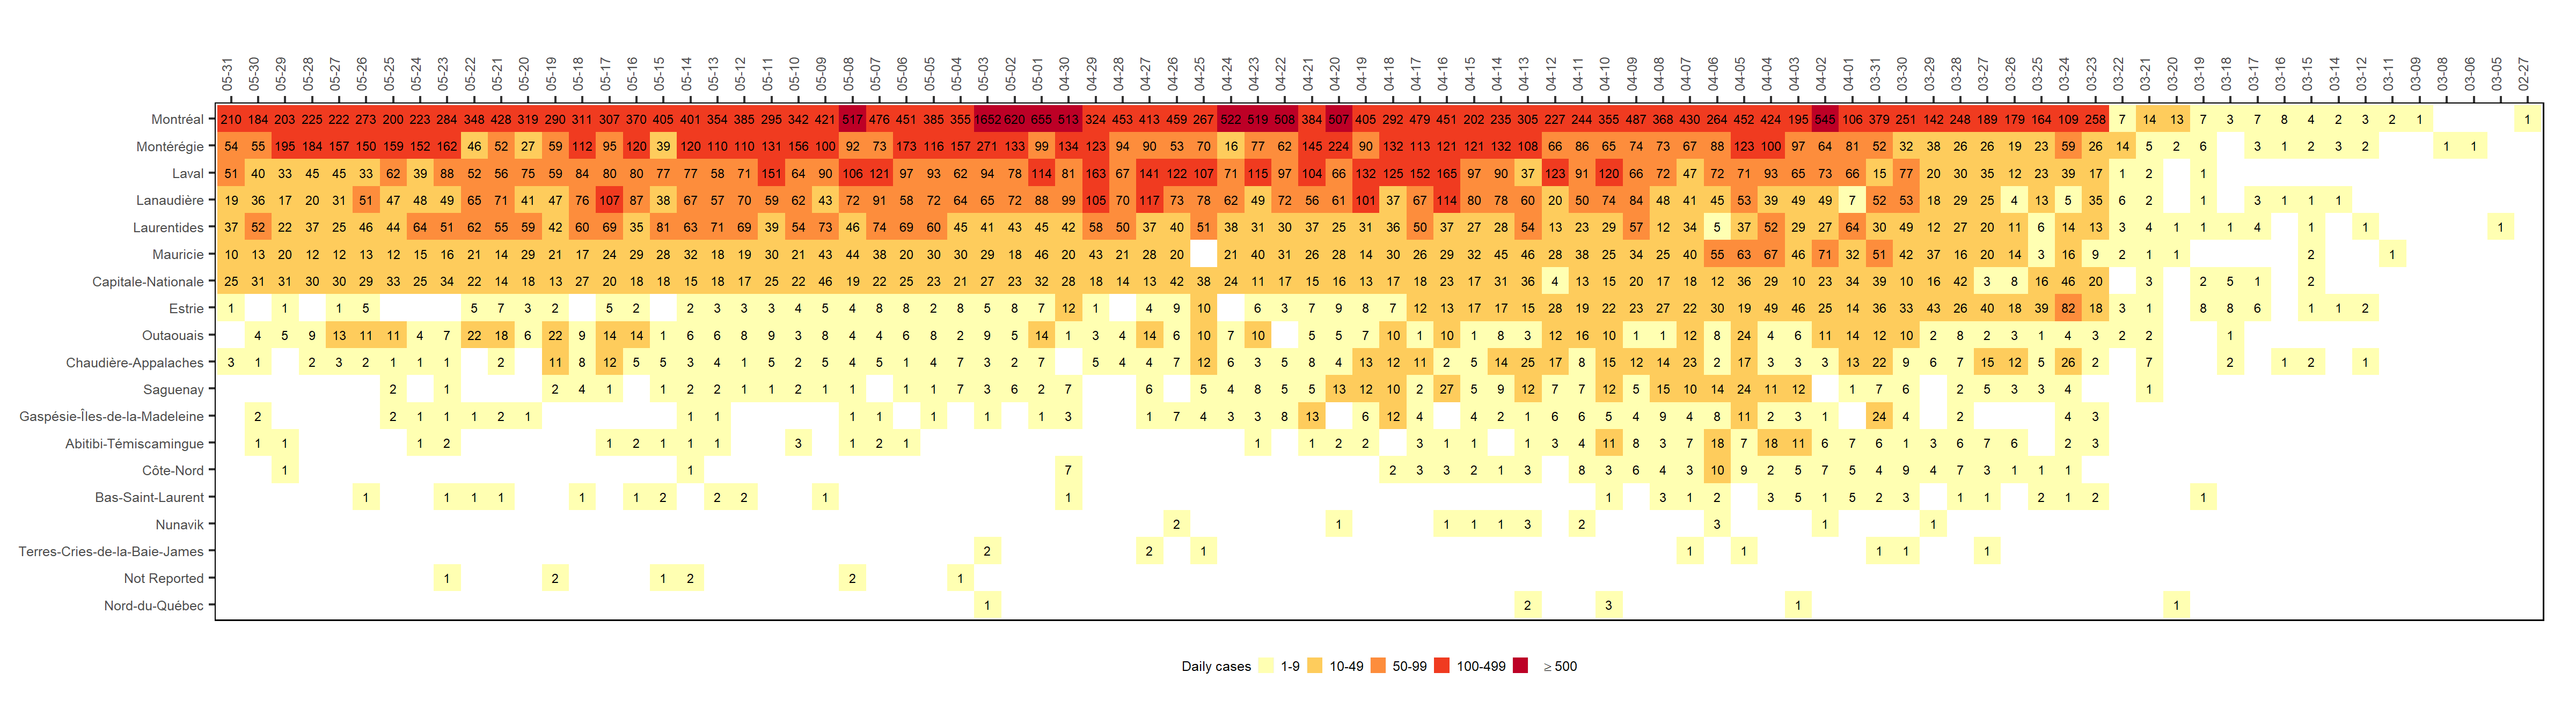 05-31 05-30 05-29 05-28 05-27 05-26 05-25 05-24 05-23 05-22 05-21 05-20 05-19 05-18 05-17 05-16 05-15 05-14 05-13 05-12 05-11 05-10 05-09 05-08 05-07 05-06 05-05 05-04 05-03 05-02 05-01 04-30 04-29 04-28 04-27 04-26 04-25 04-24 04-23 04-22 04-21 04-20 04-19 04-18 04-17 04-16 04-15 04-14 04-13 04-12 04-11 04-10 04-09 04-08 04-07 04-06 04-05 04-04 04-03 04-02 04-01 03-31 03-30 03-29 03-28 03-27 03-26 03-25 03-24 03-23 03-22 03-21 03-20 03-19 03-18 03-17 03-16 03-15 03-14 03-12 03-11 03-09 03-08 03-06 03-05 02-27
Montréal 210 184 203 225 222 273 200 223 284 348 428 319 290 311 307 370 405 401 354 385 295 342 421 517 476 451 385 355 1652 620 655 513 324 453 413 459 267 522 519 508 384 507 405 292 479 451 202 235 305 227 244 355 487 368 430 264 452 424 195 545 106 379 251 142 248 189 179 164 109 258 7 14 13 7 3 7 8 4 2 3 2 1 1
Montérégie 54 55 195 184 157 150 159 152 162 46 52 27 59 112 95 120 39 120 110 110 131 156 100 92 73 173 116 157 271 133 99 134 123 94 90 53 70 16 77 62 145 224 90 132 113 121 121 132 108 66 86 65 74 73 67 88 123 100 97 64 81 52 32 38 26 26 19 23 59 26 14 5 2 6 3 1 2 3 2 1 1
Laval 51 40 33 45 45 33 62 39 88 52 56 75 59 84 80 80 77 77 58 71 151 64 90 106 121 97 93 62 94 78 114 81 163 67 141 122 107 71 115 97 104 66 132 125 152 165 97 90 37 123 91 120 66 72 47 72 71 93 65 73 66 15 77 20 30 35 12 23 39 17 1 2 1
Lanaudière 19 36 17 20 31 51 47 48 49 65 71 41 47 76 107 87 38 67 57 70 59 62 43 72 91 58 72 64 65 72 88 99 105 70 117 73 78 62 49 72 56 61 101 37 67 114 80 78 60 20 50 74 84 48 41 45 53 39 49 49 7 52 53 18 29 25 4 13 5 35 6 2 1 3 1 1 1
Laurentides 37 52 22 37 25 46 44 64 51 62 55 59 42 60 69 35 81 63 71 69 39 54 73 46 74 69 60 45 41 43 45 42 58 50 37 40 51 38 31 30 37 25 31 36 50 37 27 28 54 13 23 29 57 12 34 5 37 52 29 27 64 30 49 12 27 20 11 6 14 13 3 4 1 1 1 4 1 1 1
Mauricie 10 13 20 12 12 13 12 15 16 21 14 29 21 17 24 29 28 32 18 19 30 21 43 44 38 20 30 30 29 18 46 20 43 21 28 20 21 40 31 26 28 14 30 26 29 32 45 46 28 38 25 34 25 40 55 63 67 46 71 32 51 42 37 16 20 14 3 16 9 2 1 1 2 1
Capitale-Nationale 25 31 31 30 30 29 33 25 34 22 14 18 13 27 20 18 18 15 18 17 25 22 46 19 22 25 23 21 27 23 32 28 18 14 13 42 38 24 11 17 15 16 13 17 18 23 17 31 36 4 13 15 20 17 18 12 36 29 10 23 34 39 10 16 42 3 8 16 46 20 3 2 5 1 2
Estrie 1 1 1 5 5 7 3 2 5 2 2 3 3 3 4 5 4 8 8 2 8 5 8 7 12 1 4 9 10 6 3 7 9 8 7 12 13 17 17 15 28 19 22 23 27 22 30 19 49 46 25 14 36 33 43 26 40 18 39 82 18 3 1 8 8 6 1 1 2
Outaouais 4 5 9 13 11 11 4 7 22 18 6 22 9 14 14 1 6 6 8 9 3 8 4 4 6 8 2 9 5 14 1 3 4 14 6 10 7 10 5 5 7 10 1 10 1 8 3 12 16 10 1 1 12 8 24 4 6 11 14 12 10 2 8 2 3 1 4 3 2 2 1
Chaudière-Appalaches 3 1 2 3 2 1 1 1 2 11 8 12 5 5 3 4 1 5 2 5 4 5 1 4 7 3 2 7 5 4 4 7 12 6 3 5 8 4 13 12 11 2 5 14 25 17 8 15 12 14 23 2 17 3 3 3 13 22 9 6 7 15 12 5 26 2 7 2 1 2 1
Saguenay 2 1 2 4 1 1 2 2 1 1 2 1 1 1 1 7 3 6 2 7 6 5 4 8 5 5 13 12 10 2 27 5 9 12 7 7 12 5 15 10 14 24 11 12 1 7 6 2 5 3 3 4 1
Gaspésie-Îles-de-la-Madeleine 2 2 1 1 1 2 1 1 1 1 1 1 1 1 3 1 7 4 3 3 8 13 6 12 4 4 2 1 6 6 5 4 9 4 8 11 2 3 1 24 4 2 4 3
Abitibi-Témiscamingue 1 1 1 2 1 2 1 1 1 3 1 2 1 1 1 2 2 3 1 1 1 3 4 11 8 3 7 18 7 18 11 6 7 6 1 3 6 7 6 2 3
Côte-Nord 1 1 7 2 3 3 2 1 3 8 3 6 4 3 10 9 2 5 7 5 4 9 4 7 3 1 1 1
Bas-Saint-Laurent 1 1 1 1 1 1 2 2 2 1 1 1 3 1 2 3 5 1 5 2 3 1 1 2 1 2 1
Nunavik 2 1 1 1 1 3 2 3 1 1
Terres-Cries-de-la-Baie-James 2 2 1 1 1 1 1 1
Not Reported 1 2 1 2 2 1
Nord-du-Québec 1 2 3 1 1
Daily cases 1-9 10-49 50-99 100-499 ≥ 500